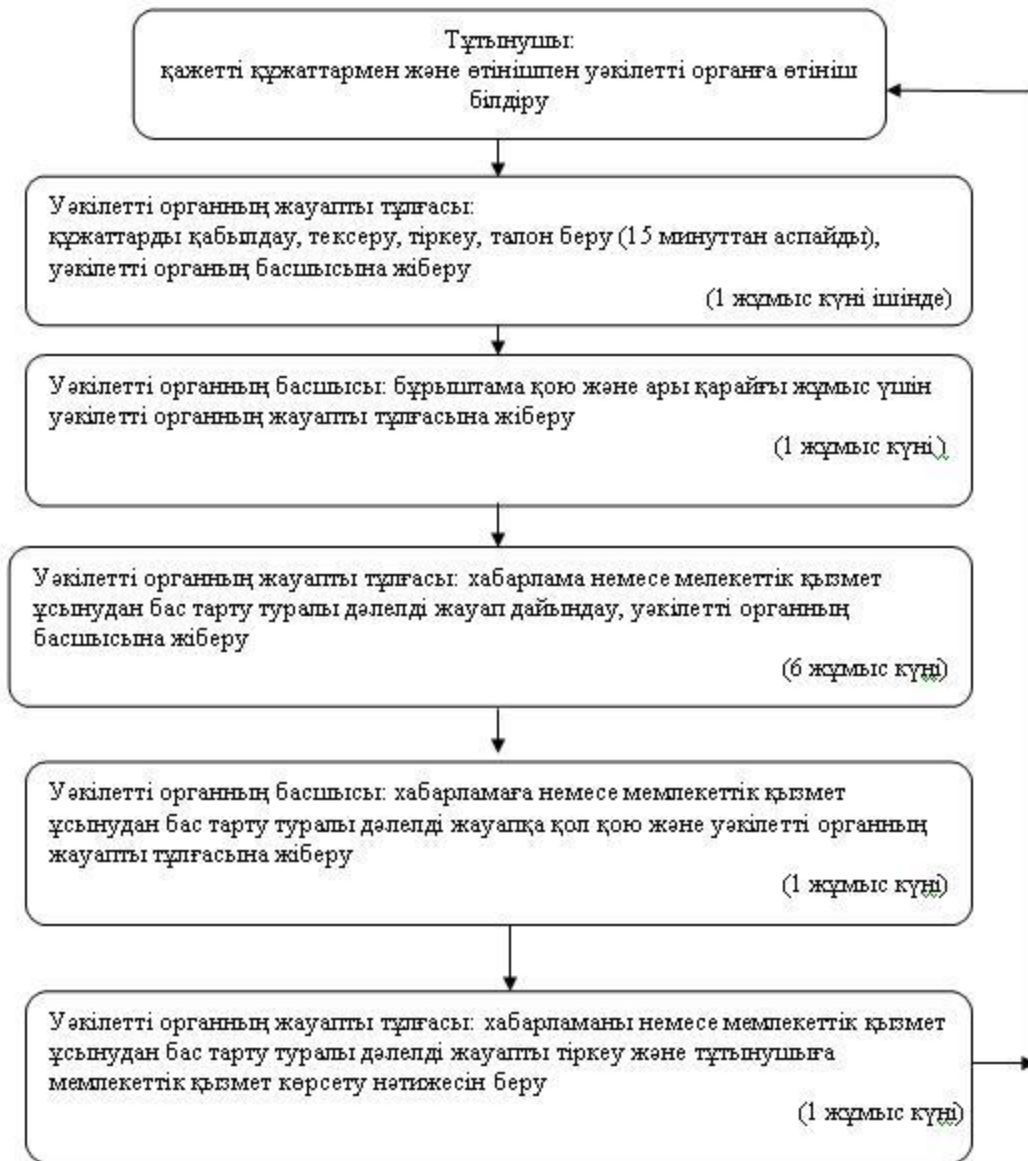 Тұтынушы:
қажетті құжаттармен және өтінішпен уәкілетті органға өтініш
білдіру
Уәкілетті органның жауапты тұлғасы:
құжаттарды қабылдау, тексеру, тіркеу, талон беру (15 минуттан аспайды),
уәкілетті органың басшысына жіберу
(1 жұмыс күні ішінде)
Уәкілетті органның басшысы: бұрыштама қою және ары қарайғы жұмыс үшін
уәкілетті органның жауапты тұлғасына жіберу
(1 жұмыс күні )
Уәкілетті органның жауапты тұлғасы: хабарлама немесе мелекеттік қызмет
ұсынудан бас тарту туралы дәлелді жауап дайындау, уәкілетті органның
басшысына жіберу
(6 жұмыс күні)
Уәкілетті органның басшысы: хабарламаға немесе мемлекеттік қызмет
ұсынудан бас тарту туралы дәлелді жауапқа қол қою және уәкілетті органның
жауапты тұлғасына жіберу
(1 жұмыс күні)
Уәкілетті органның жауапты тұлғасы: хабарламаны немесе мемлекеттік қызмет
ұсынудан бас тарту туралы дәлелді жауапты тіркеу және тұтынушыға
мемлекеттік қызмет көрсету нәтижесін беру
(1 жұмыс күні)